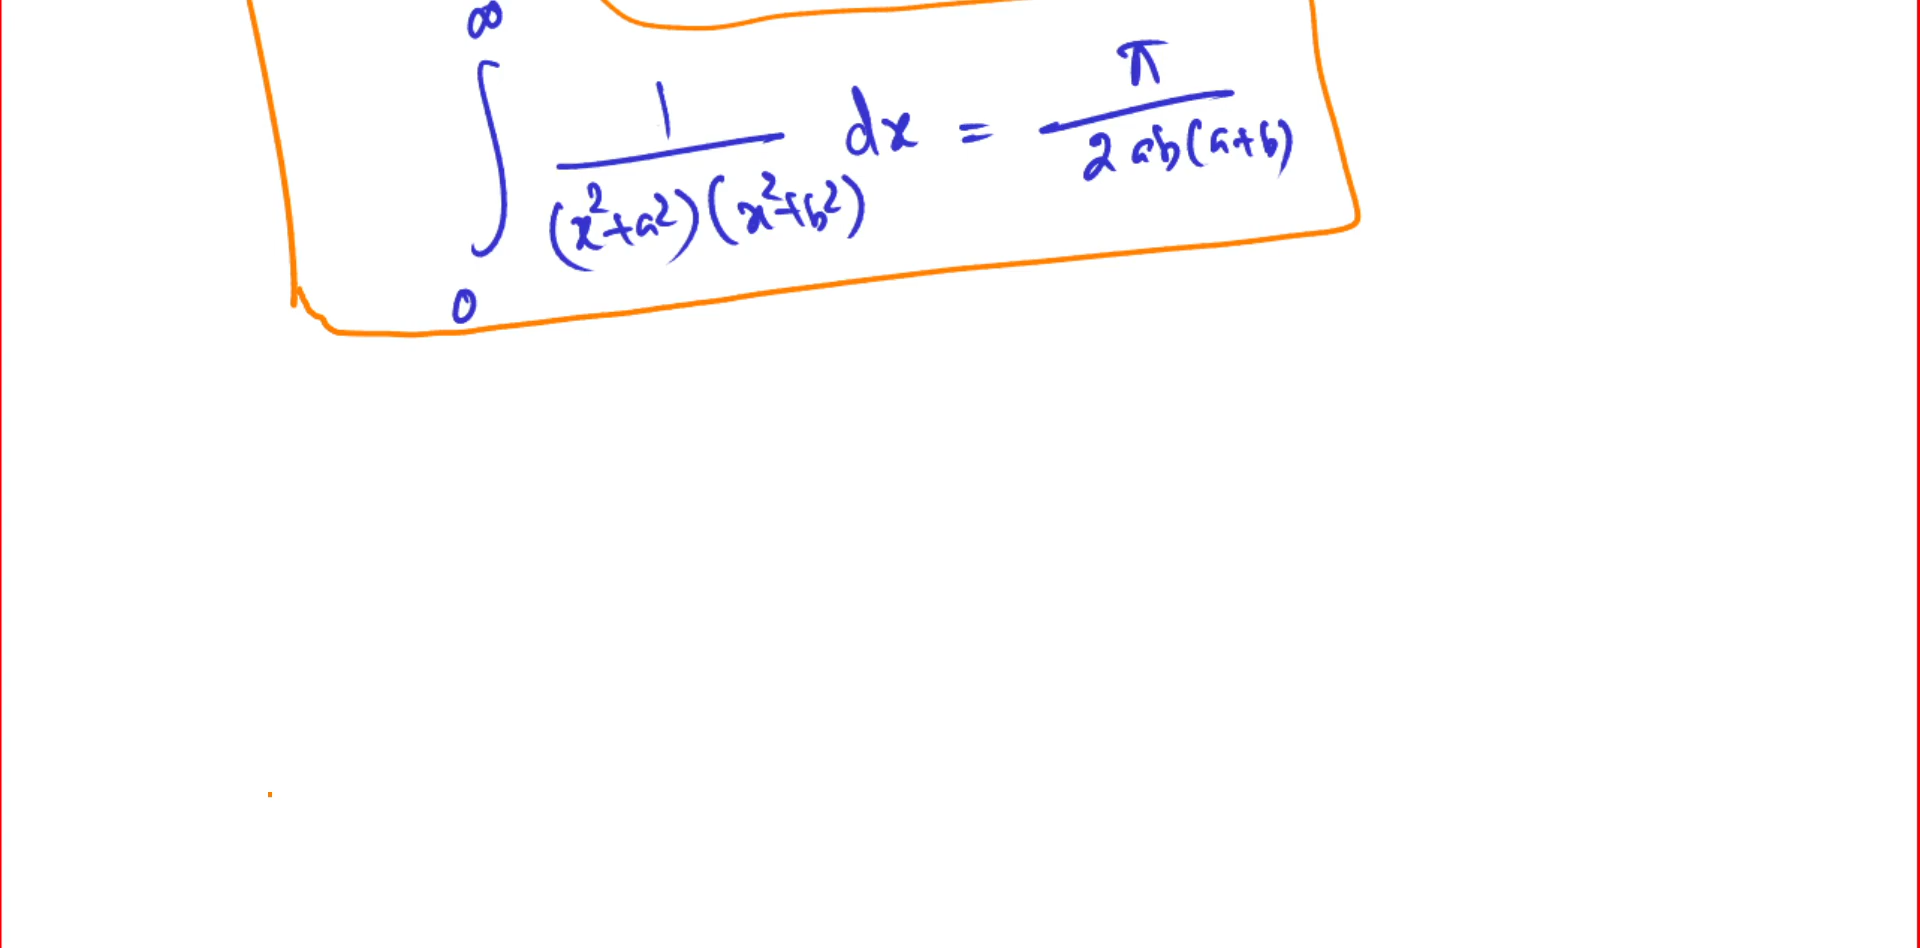 ∫₀^∞ 1/((x²+a²)(x²+b²)) dx = π/(2ab(a+b))